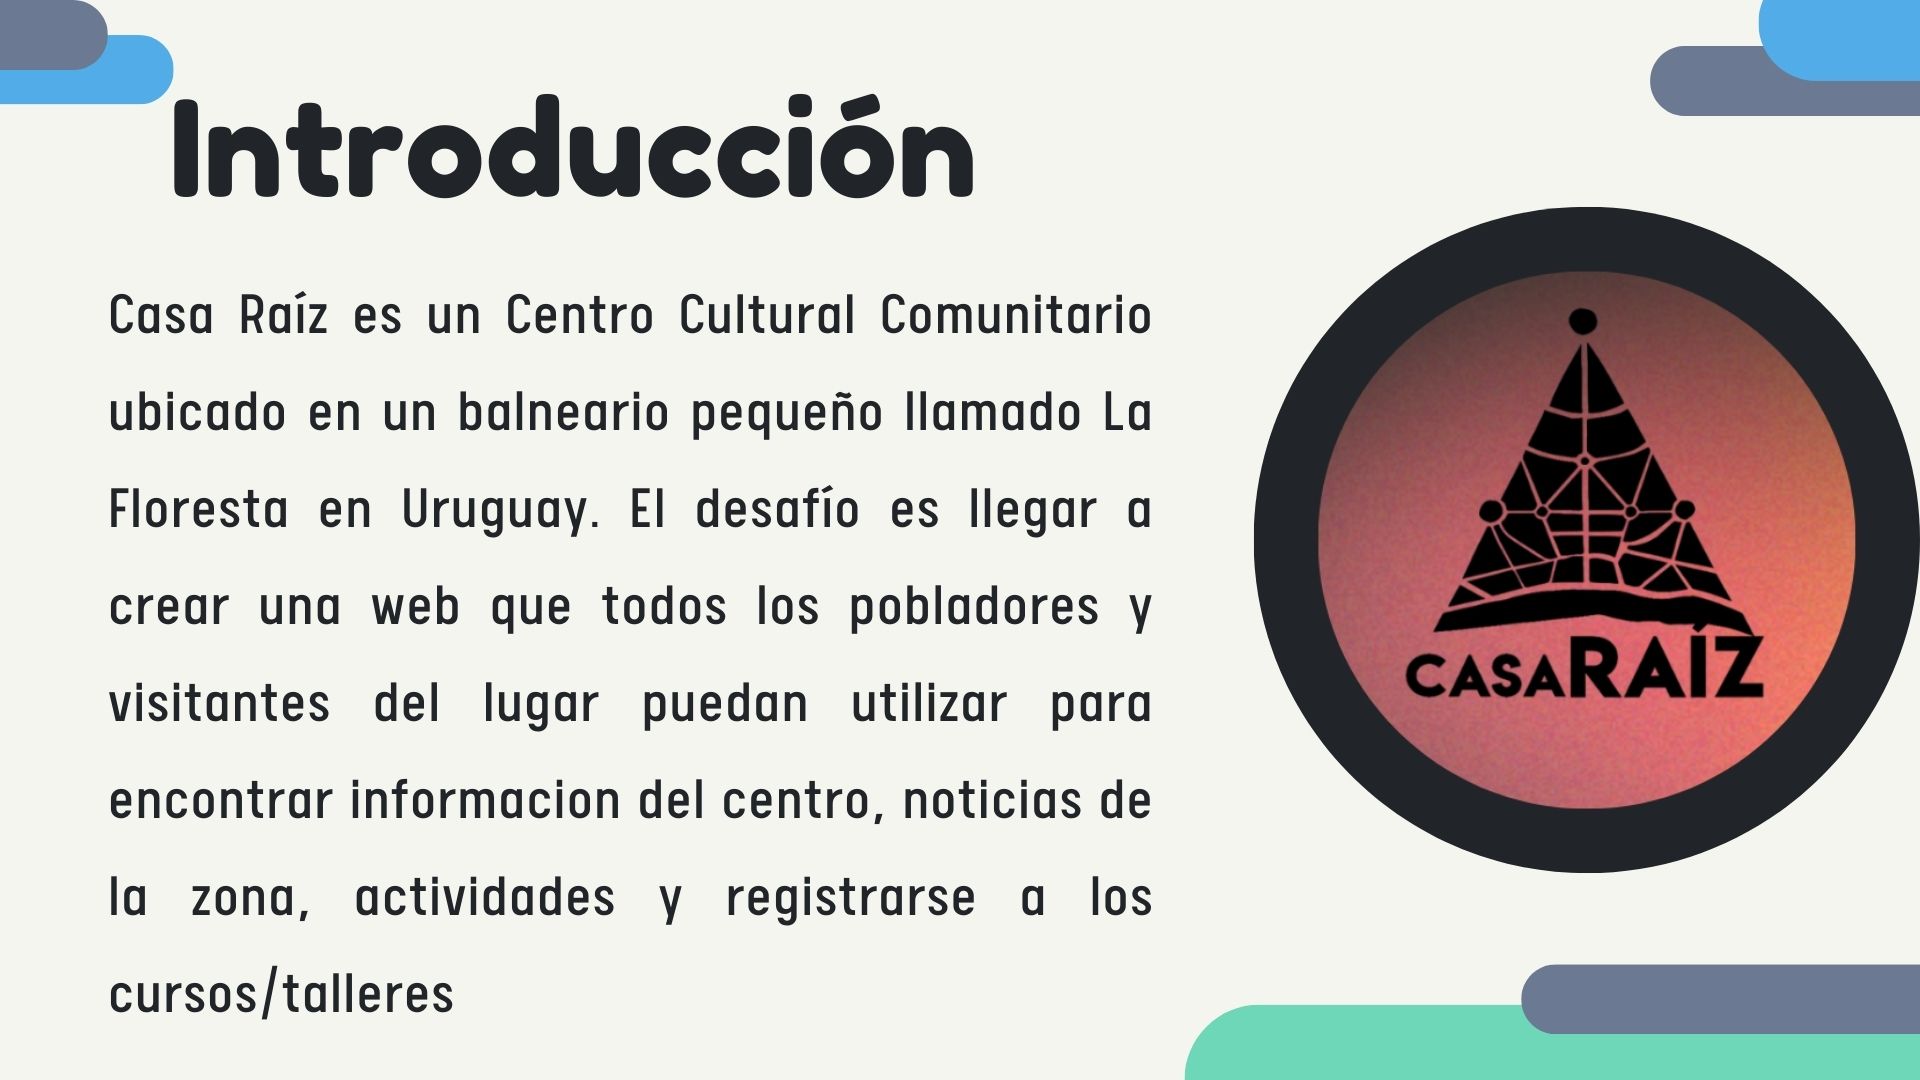 Introducción
Casa Raíz es un Centro Cultural Comunitario
ubicado en un balneario pequeño llamado La
Floresta en Uruguay. El desafío es llegar a
crear una web que todos los pobladores y
visitantes del lugar puedan utilizar para
encontrar informacion del centro, noticias de
la zona, actividades y registrarse a los
cursos/talleres
CASARAÍZ